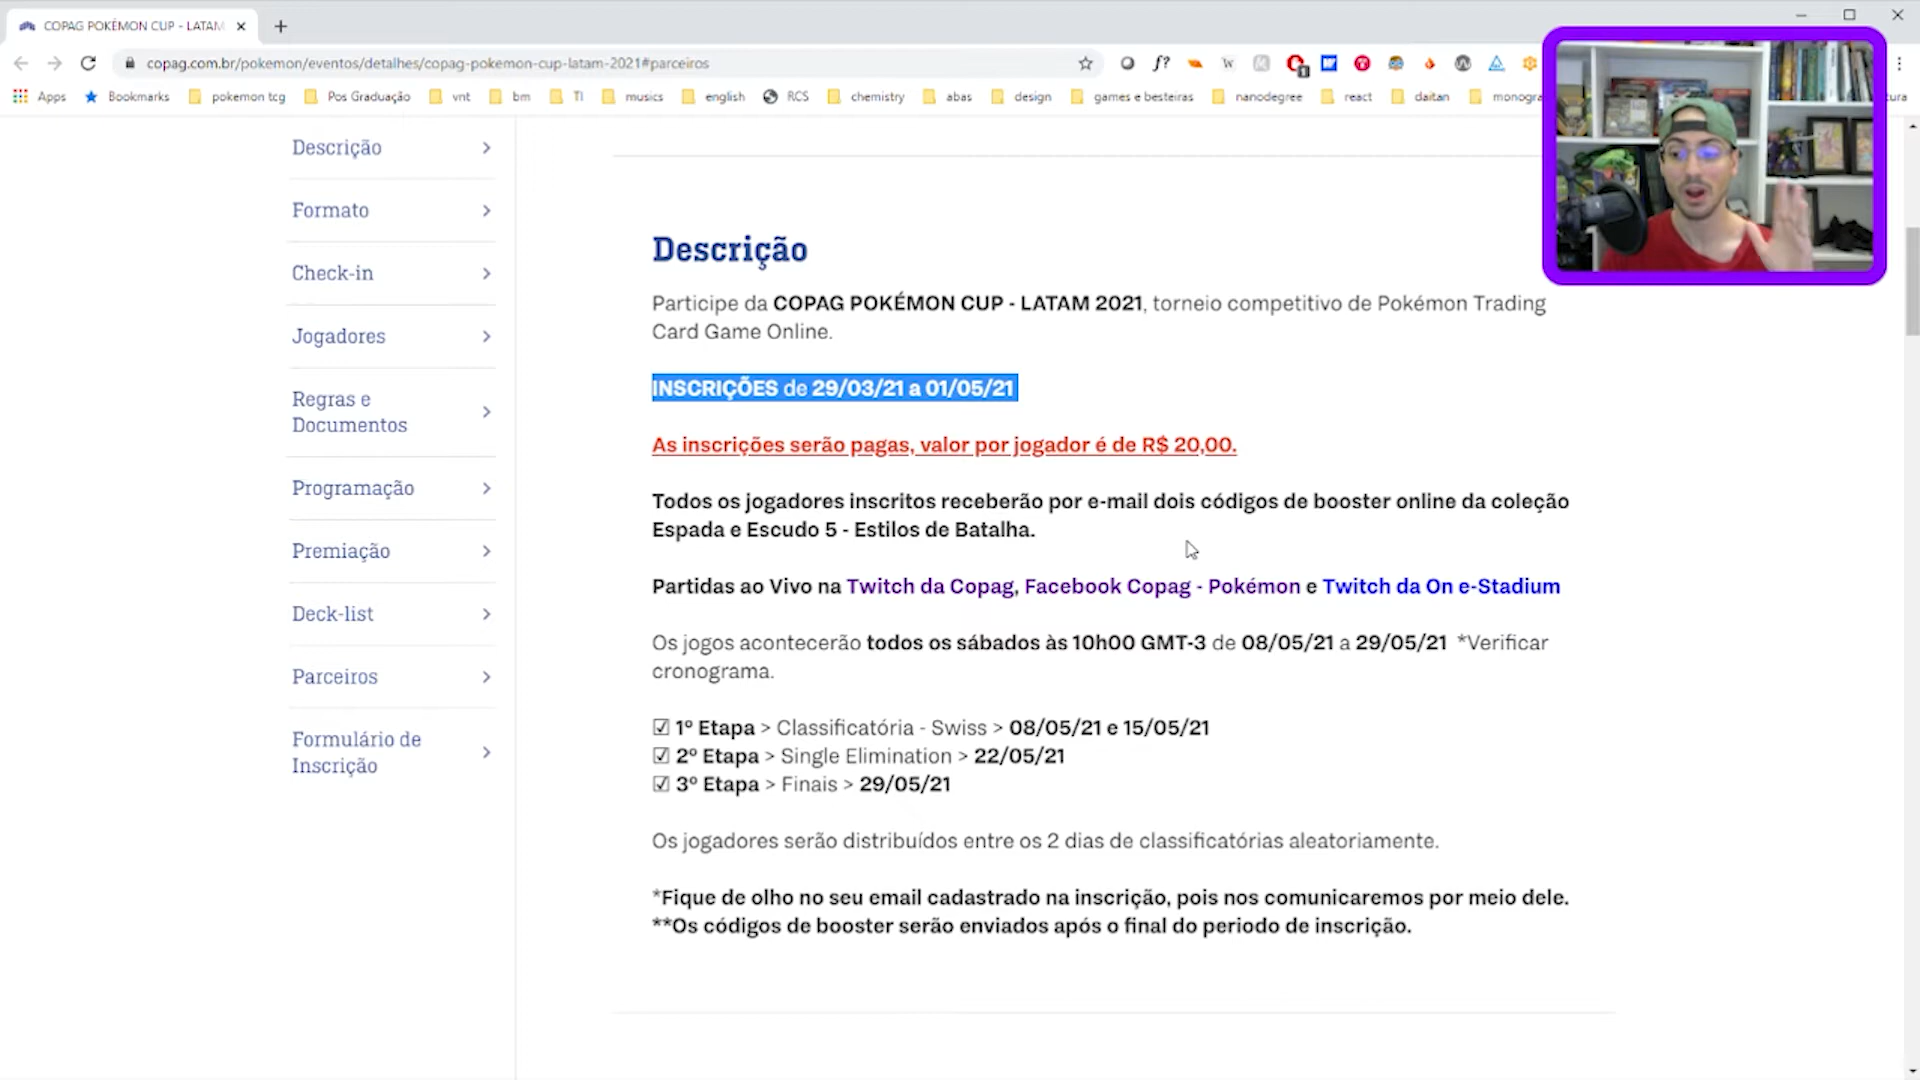 COPAG POKÉMON CUP - LATAM
copag.com.br/pokemon/eventos/detalhes/copag-pokemon-cup-latam-2021#parceiros
f?
Apps
Bookmarks
pokemon tcg
Pos Graduação
vnt
bm
TI
musics
english
RCS
chemistry
abas
design
games e besteiras
nanodegree
react
daitan
monogra
Descrição
Formato
Check-in
Jogadores
Regras e
Documentos
Programação
Premiação
Deck-list
Parceiros
Formulário de
Inscrição
Descrição
Participe da COPAG POKÉMON CUP - LATAM 2021, torneio competitivo de Pokémon Trading
Card Game Online.
INSCRIÇÕES de 29/03/21 a 01/05/21
As inscrições serão pagas, valor por jogador é de R$ 20,00.
Todos os jogadores inscritos receberão por e-mail dois códigos de booster online da coleção
Espada e Escudo 5 - Estilos de Batalha.
Partidas ao Vivo na Twitch da Copag, Facebook Copag - Pokémon e Twitch da On e-Stadium
Os jogos acontecerão todos os sábados às 10h00 GMT-3 de 08/05/21 a 29/05/21 *Verificar
cronograma.
☑ 1º Etapa > Classificatória - Swiss > 08/05/21 e 15/05/21
☑ 2º Etapa > Single Elimination > 22/05/21
☑ 3º Etapa > Finais > 29/05/21
Os jogadores serão distribuídos entre os 2 dias de classificatórias aleatoriamente.
*Fique de olho no seu email cadastrado na inscrição, pois nos comunicaremos por meio dele.
**Os códigos de booster serão enviados após o final do periodo de inscrição.